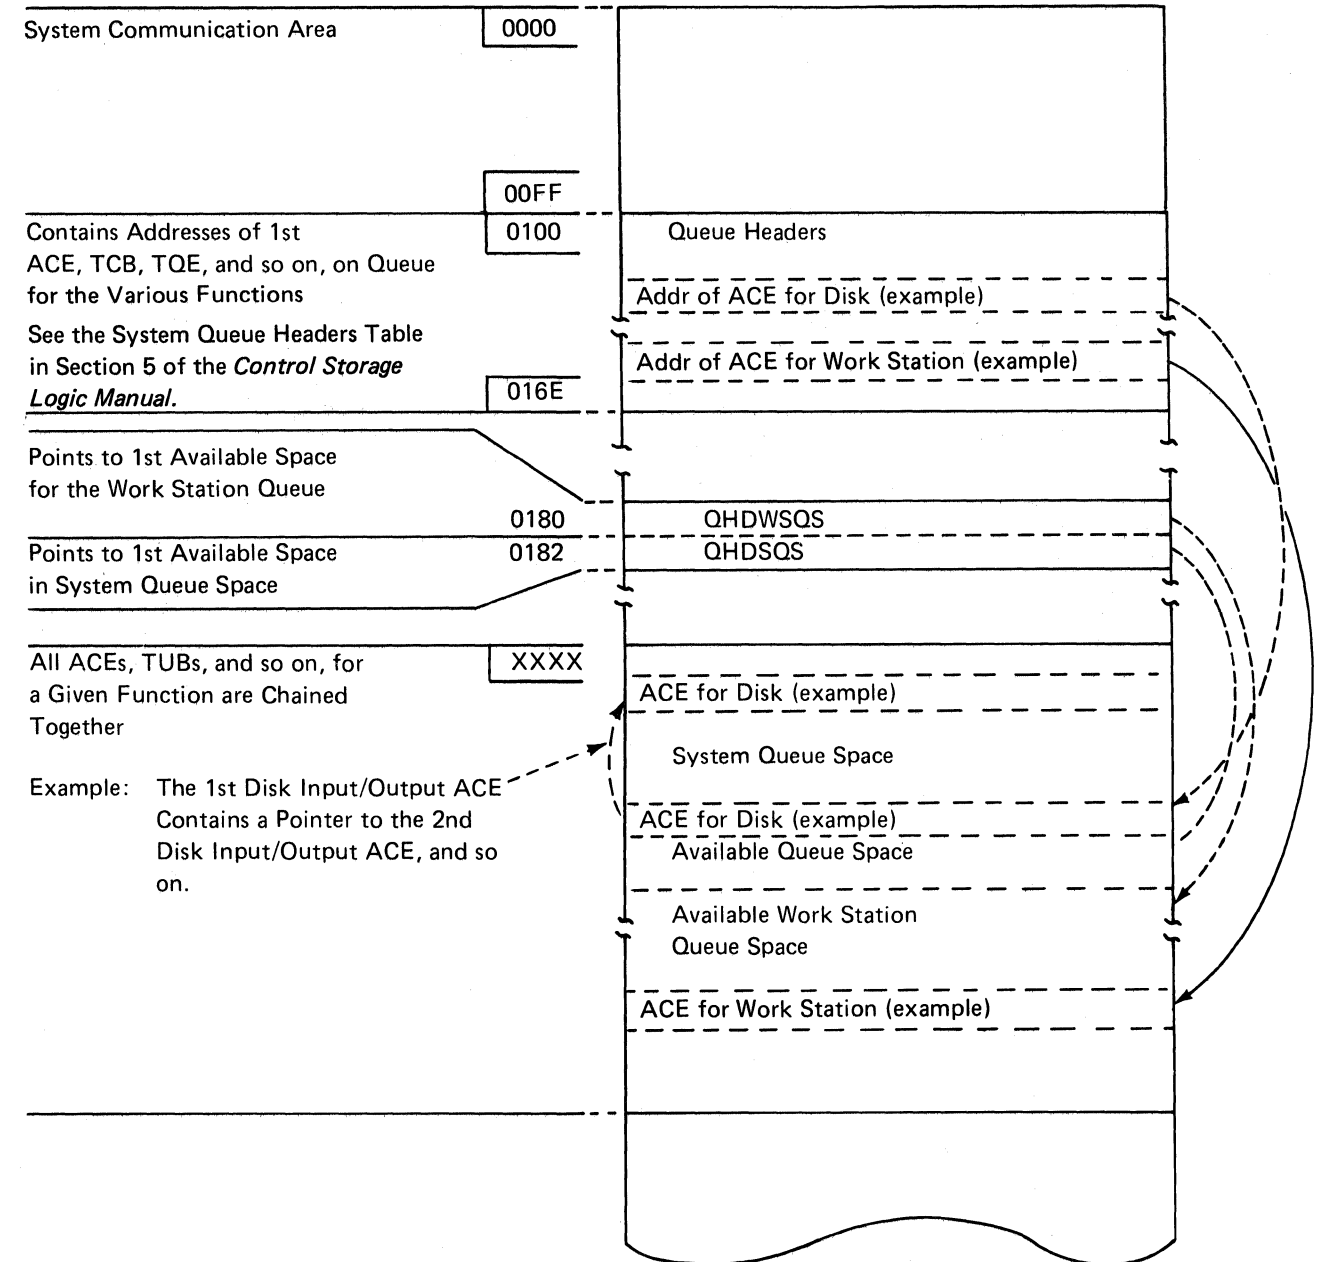 System Communication Area
0000
00FF
Contains Addresses of 1st
ACE, TCB, TQE, and so on, on Queue
for the Various Functions
0100
Queue Headers
Addr of ACE for Disk (example)
See the System Queue Headers Table
in Section 5 of the Control Storage
Logic Manual.
016E
Addr of ACE for Work Station (example)
Points to 1st Available Space
for the Work Station Queue
0180
QHDWSQS
Points to 1st Available Space
in System Queue Space
0182
QHDSQS
All ACEs, TUBs, and so on, for
a Given Function are Chained
Together
XXXX
ACE for Disk (example)
System Queue Space
Example: The 1st Disk Input/Output ACE
Contains a Pointer to the 2nd
Disk Input/Output ACE, and so
on.
ACE for Disk (example)
Available Queue Space
Available Work Station
Queue Space
ACE for Work Station (example)